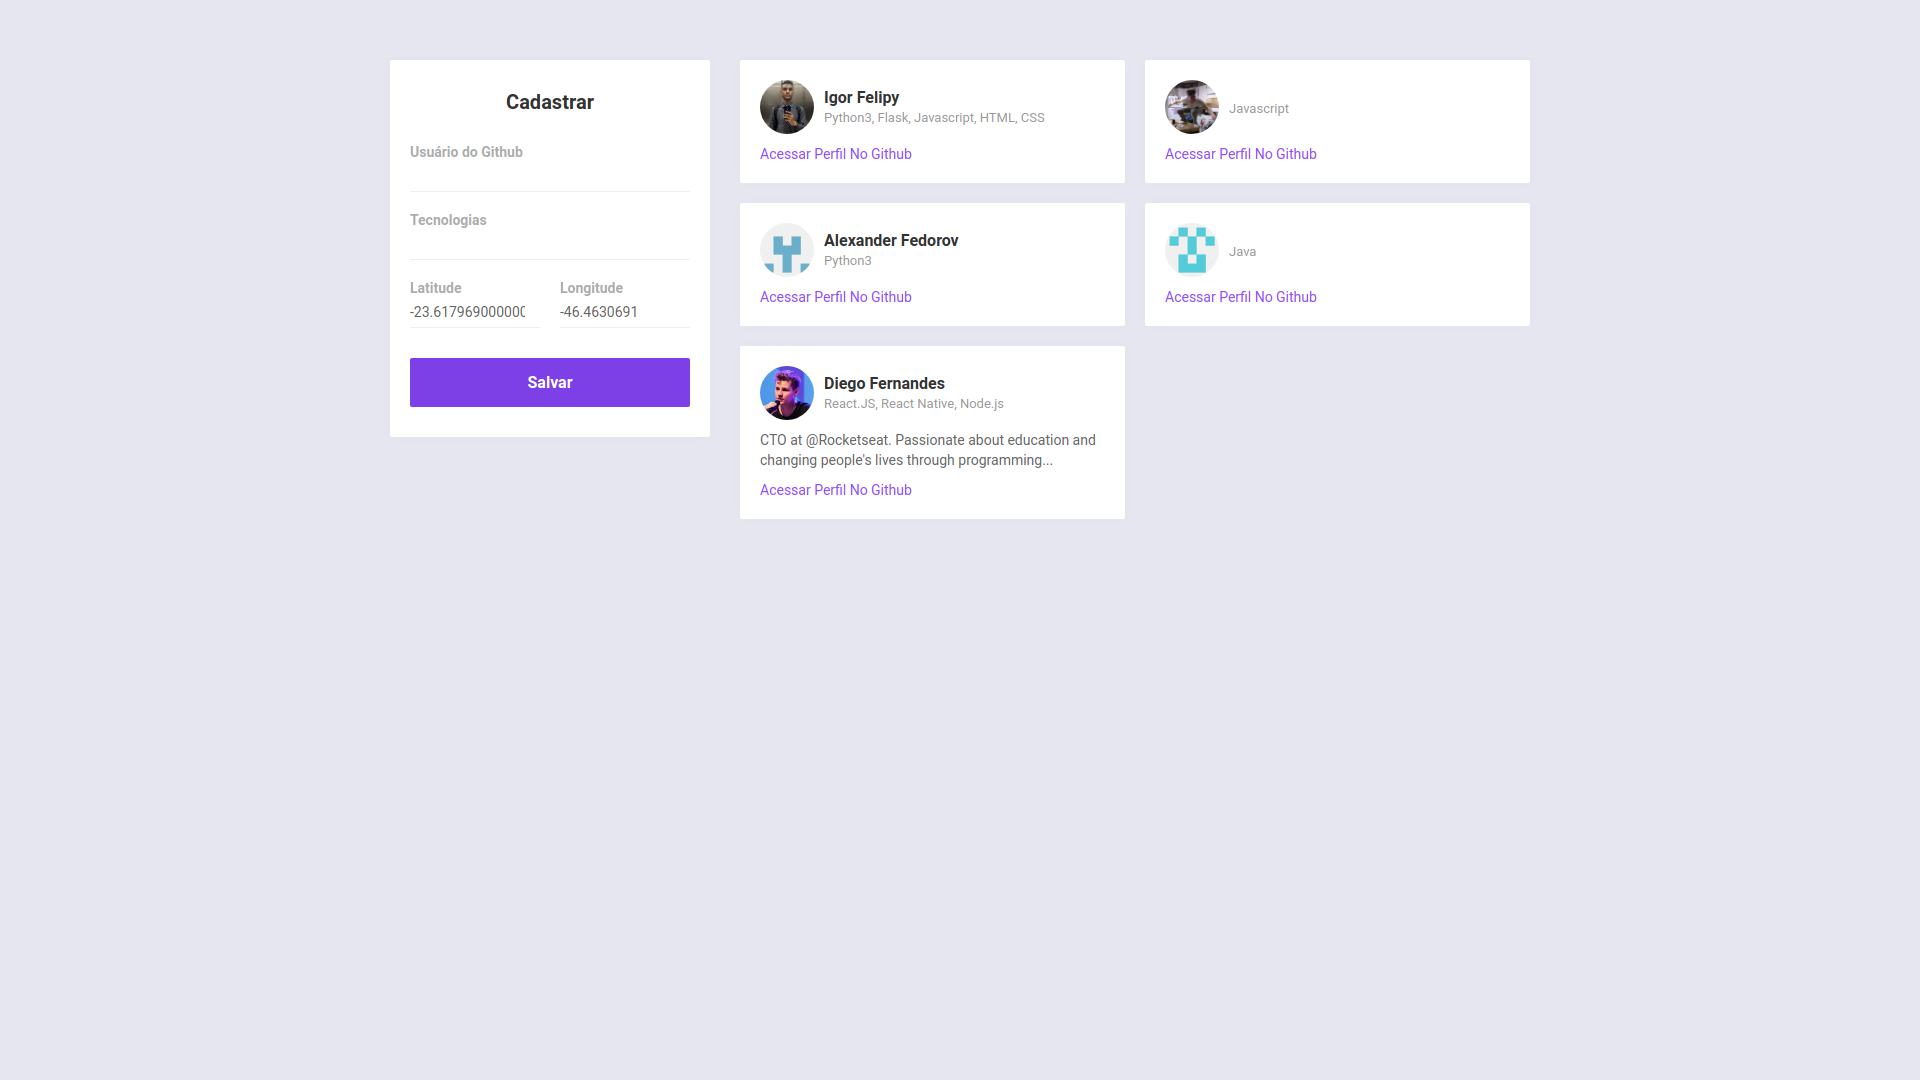 Cadastrar
Usuário do Github
Tecnologias
Latitude
Longitude
-23.617969000000
-46.4630691
Salvar
Igor Felipy
Python3, Flask, Javascript, HTML, CSS
Acessar Perfil No Github
Javascript
Acessar Perfil No Github
Alexander Fedorov
Python3
Acessar Perfil No Github
Java
Acessar Perfil No Github
Diego Fernandes
React.JS, React Native, Node.js
CTO at @Rocketseat. Passionate about education and
changing people's lives through programming...
Acessar Perfil No Github